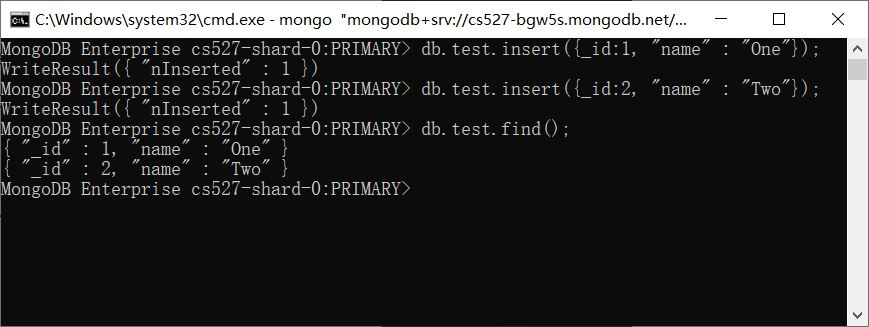 C:\Windows\system32\cmd.exe - mongo "mongodb+srv://cs527-bgw5s.mongodb.net/...
MongoDB Enterprise cs527-shard-0:PRIMARY> db.test.insert({_id:1, "name" : "One"});
WriteResult({ "nInserted" : 1 })
MongoDB Enterprise cs527-shard-0:PRIMARY> db.test.insert({_id:2, "name" : "Two"});
WriteResult({ "nInserted" : 1 })
MongoDB Enterprise cs527-shard-0:PRIMARY> db.test.find();
{ "_id" : 1, "name" : "One" }
{ "_id" : 2, "name" : "Two" }
MongoDB Enterprise cs527-shard-0:PRIMARY>